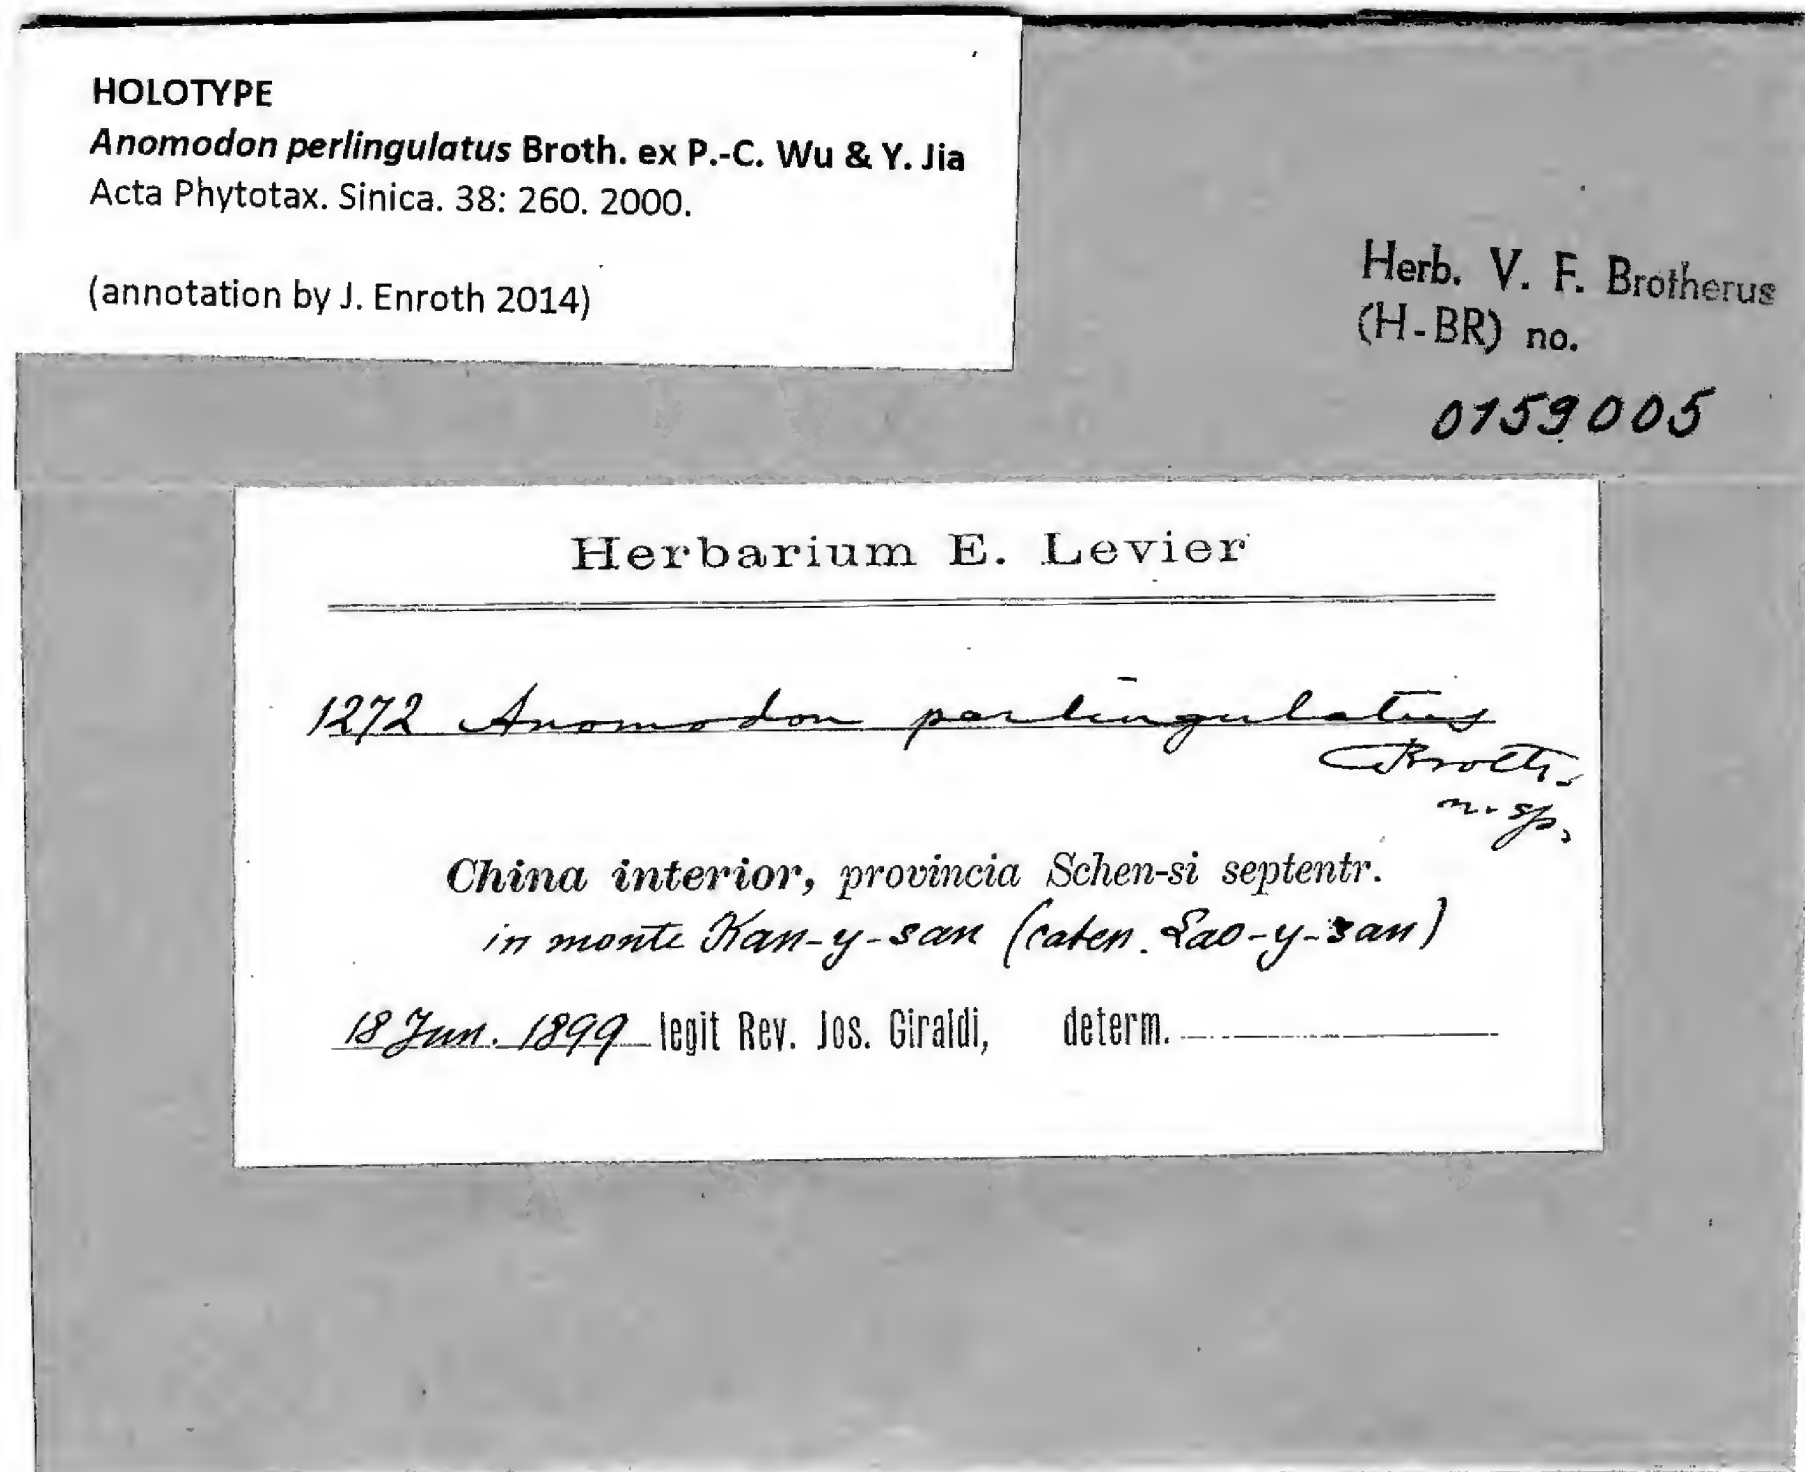 HOLOTYPE
Anomodon perlingulatus Broth. ex P.-C. Wu & Y. Jia
Acta Phytotax. Sinica. 38: 260. 2000.
(annotation by J. Enroth 2014)
Herb. V. F. Brotherus
(H-BR) no.
0159005
Herbarium E. Levier
1272 Anomodon perlingulatus
Broth.
n. sp.
China interior, provincia Schen-si septentr.
in monte Kan-y-san (caten. Lao-y-san)
18 Jun. 1899 legit Rev. Jos. Giraldi, determ.